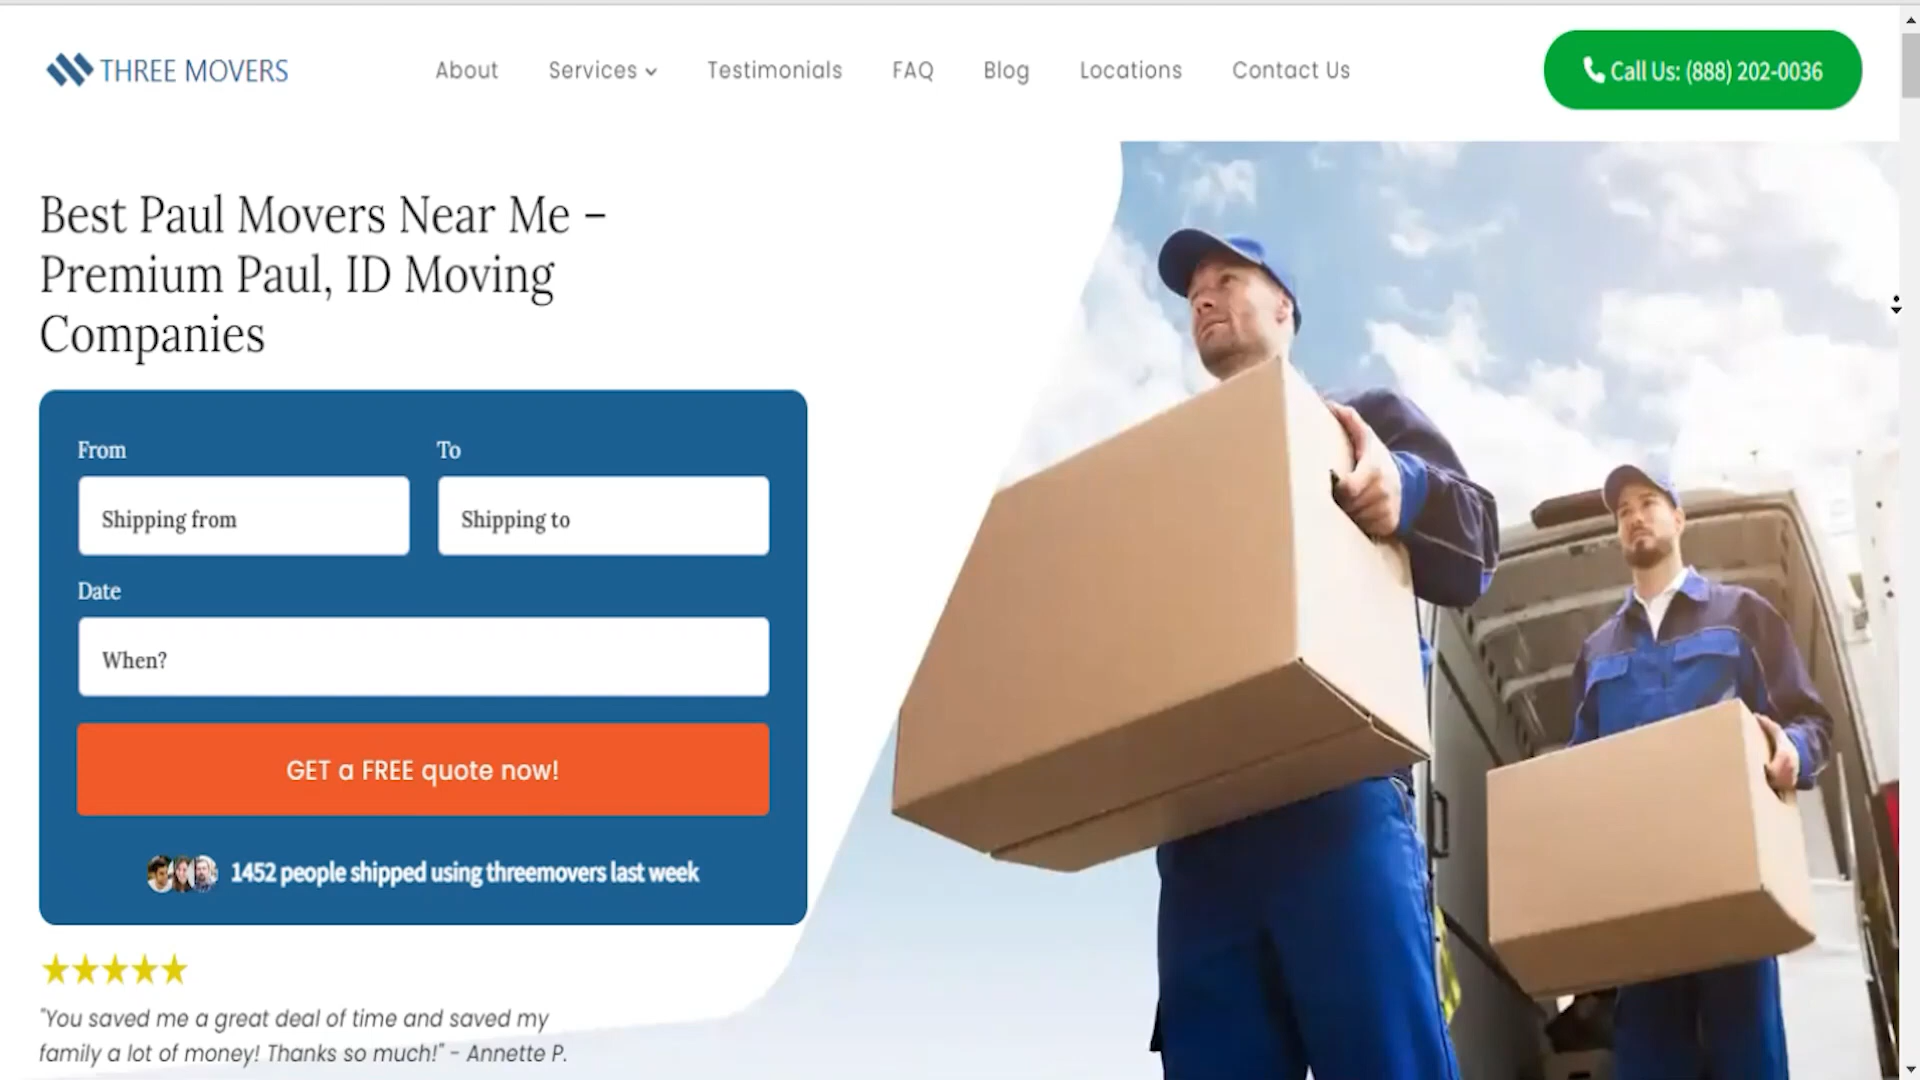 THREE MOVERS
About Services Testimonials FAQ Blog Locations Contact Us
Call Us: (888) 202-0036
Best Paul Movers Near Me –
Premium Paul, ID Moving
Companies
From To
Shipping from Shipping to
Date
When?
GET a FREE quote now!
1452 people shipped using threemovers last week
"You saved me a great deal of time and saved my
family a lot of money! Thanks so much!" - Annette P.